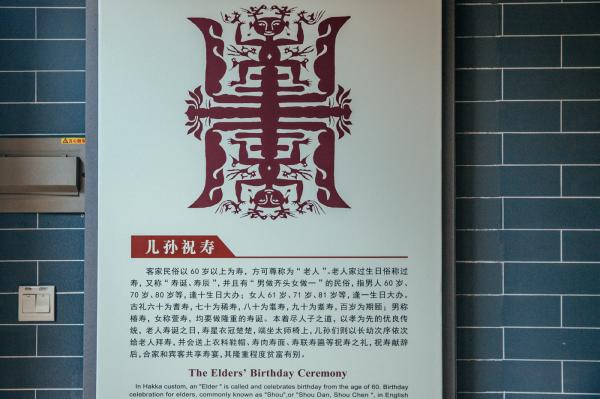 儿孙祝寿
客家民俗以 60 岁以上为寿，方可尊称为“老人”。老人家过生日俗称过
寿，又称“寿诞、寿辰”，并且有“男做齐头女做一”的民俗，指男人 60 岁、
70 岁、80 岁等，逢十生日大办；女人 61 岁、71 岁、81 岁等，逢一生日大办。
古礼六十为耆寿，七十为稀寿，八十为耄寿，九十为耋寿，百岁为期颐；男称
椿寿，女称萱寿，均要做隆重的寿诞。本着尽人子之道，以孝为先的优良传
统，老人寿诞之日，寿星衣冠楚楚，端坐太师椅上，儿孙们则以长幼次序依次
给老人拜寿，并会送上衣料鞋帽、寿肉寿面、寿联寿匾等祝寿之礼，祝寿献辞
后，合家和宾客共享寿宴，其隆重程度贫富有别。
The Elders' Birthday Ceremony
In Hakka custom, an "Elder " is called and celebrates birthday from the age of 60. Birthday
celebration for elders, commonly known as "Shou",or "Shou Dan, Shou Chen ", in English